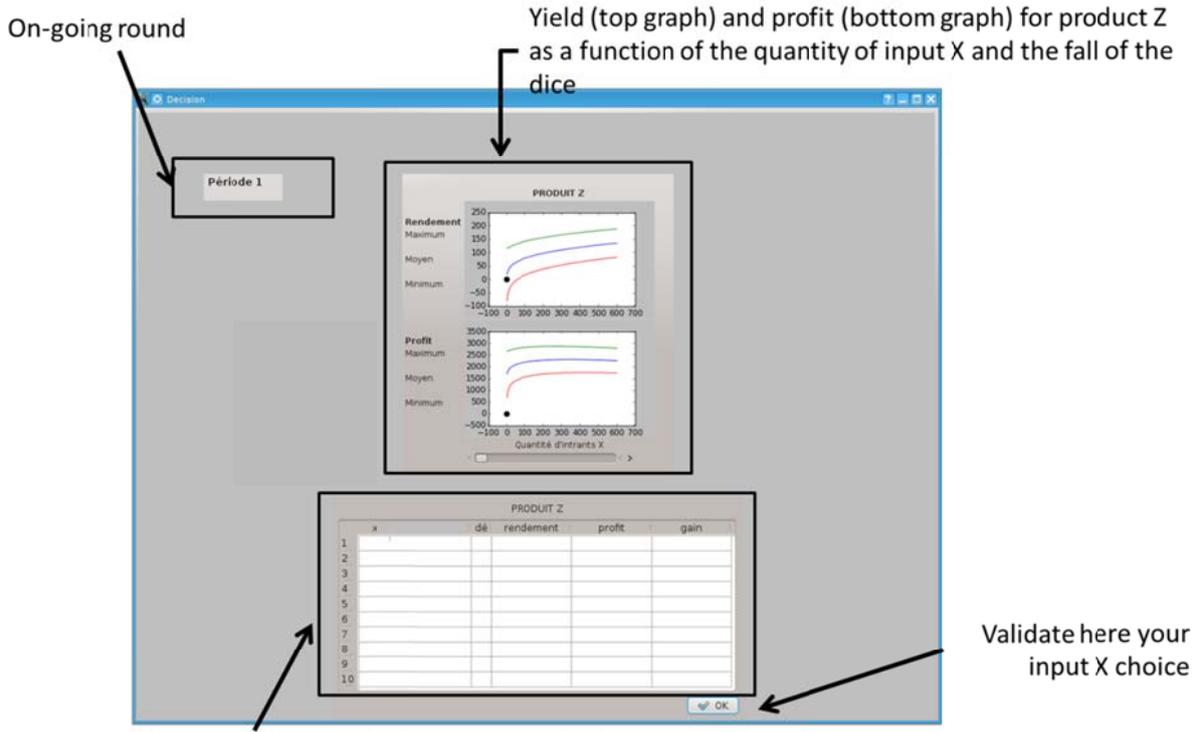 On-going round
Yield (top graph) and profit (bottom graph) for product Z
as a function of the quantity of input X and the fall of the
dice
Decision
Période 1
PRODUIT Z
Rendement
Maximum
Moyen
Minimum
250
200
150
100
50
0
−50
−100
−100 0 100 200 300 400 500 600 700
Profit
Maximum
Moyen
Minimum
3500
3000
2500
2000
1500
1000
500
0
−500
−100 0 100 200 300 400 500 600 700
Quantité d'intrants X
PRODUIT Z
x dé rendement profit gain
1
2
3
4
5
6
7
8
9
10
OK
Validate here your
input X choice